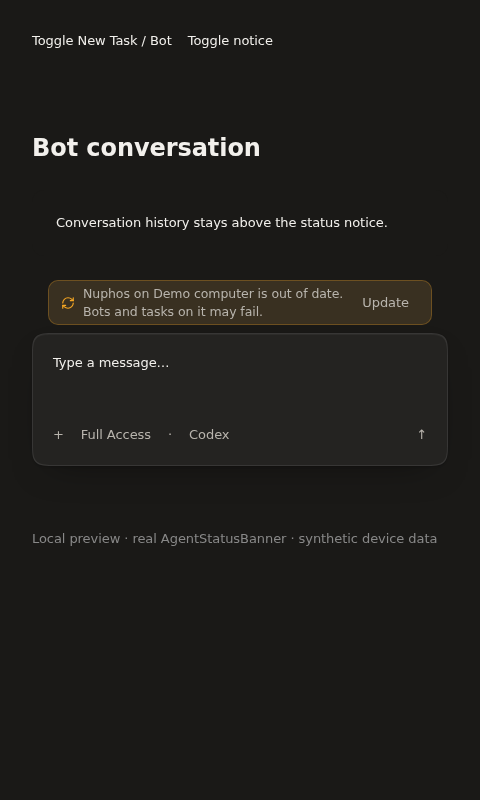 Toggle New Task / Bot Toggle notice
Bot conversation
Conversation history stays above the status notice.
Nuphos on Demo computer is out of date.
Bots and tasks on it may fail.
Update
Type a message...
+ Full Access · Codex ↑
Local preview · real AgentStatusBanner · synthetic device data